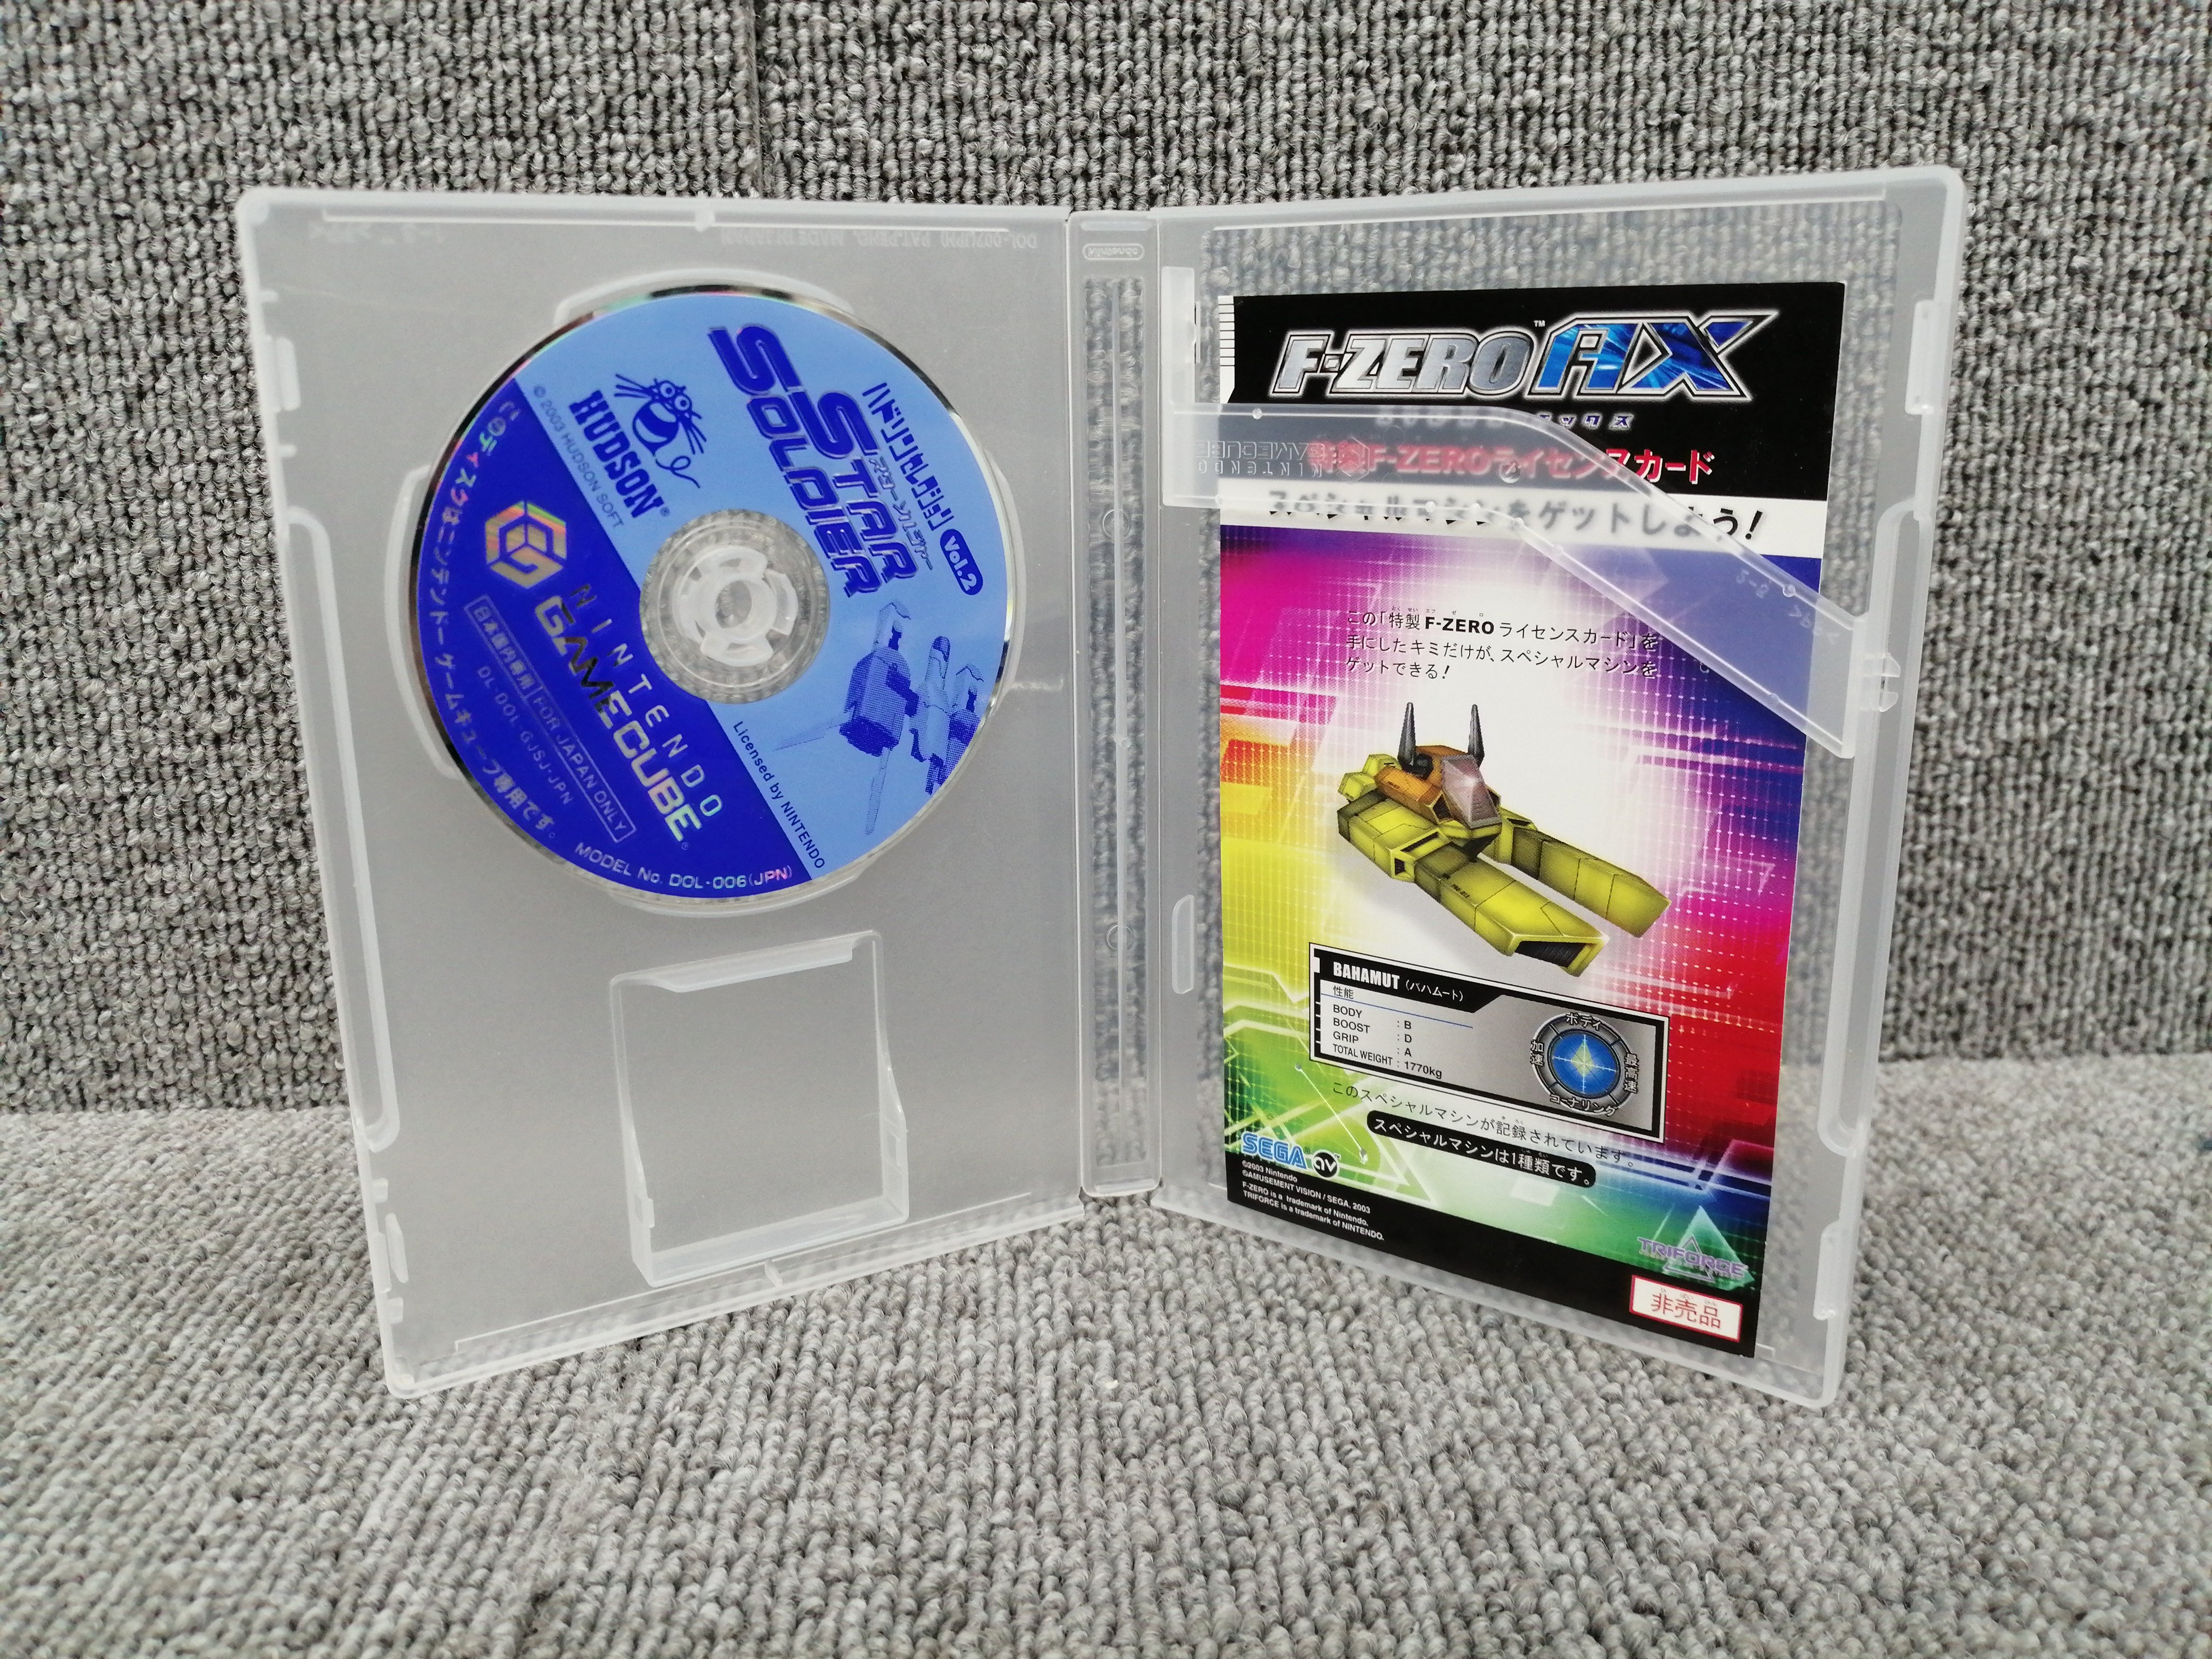 ハドソンセレクション Vol.2
STAR SOLDIER
スターソルジャー
HUDSON®
© 2003 HUDSON SOFT
Licensed by NINTENDO
NINTENDO
GAMECUBE®
日本国内専用 FOR JAPAN ONLY
DL-DOL-GJSJ-JPN
このディスクはニンテンドーゲームキューブ専用です。
MODEL No. DOL-006(JPN)
F-ZERO™AX
F-ZEROライセンスカード
スペシャルマシンをゲットしよう!
この「特製F-ZEROライセンスカード」を
手にしたキミだけが、スペシャルマシンを
ゲットできる!
BAHAMUT (バハムート)
性能
BODY : B
BOOST : D
GRIP : A
TOTAL WEIGHT : 1770kg
ボディ
加速
最高速
コーナリング
このスペシャルマシンが記録されています。
スペシャルマシンは1種類です。
SEGA av
©2003 Nintendo
©AMUSEMENT VISION / SEGA, 2003
F-ZERO is a trademark of Nintendo.
TRIFORCE is a trademark of NINTENDO.
TRIFORCE
非売品